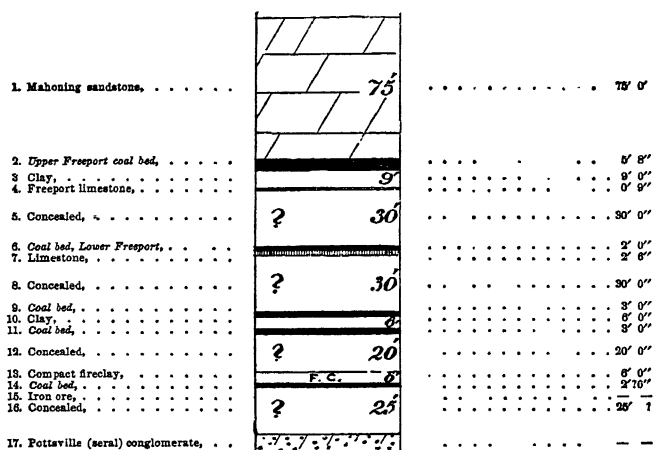 1. Mahoning sandstone, 75′ 75′ 0″
2. Upper Freeport coal bed, 5′ 8″
3 Clay, 9′ 9′ 0″
4. Freeport limestone, 0′ 9″
5. Concealed, ? 30′ 30′ 0″
6. Coal bed, Lower Freeport, 2′ 0″
7. Limestone, 2′ 6″
8. Concealed, ? 30′ 30′ 0″
9. Coal bed, 3′ 0″
10. Clay, 6′ 6′ 0″
11. Coal bed, 3′ 0″
12. Concealed, ? 20′ 20′ 0″
13. Compact fireclay, F. C. 6′ 6′ 0″
14. Coal bed, 2′ 10″
15. Iron ore, — —
16. Concealed, ? 25′ 25′ ?
17. Pottsville (seral) conglomerate, — —